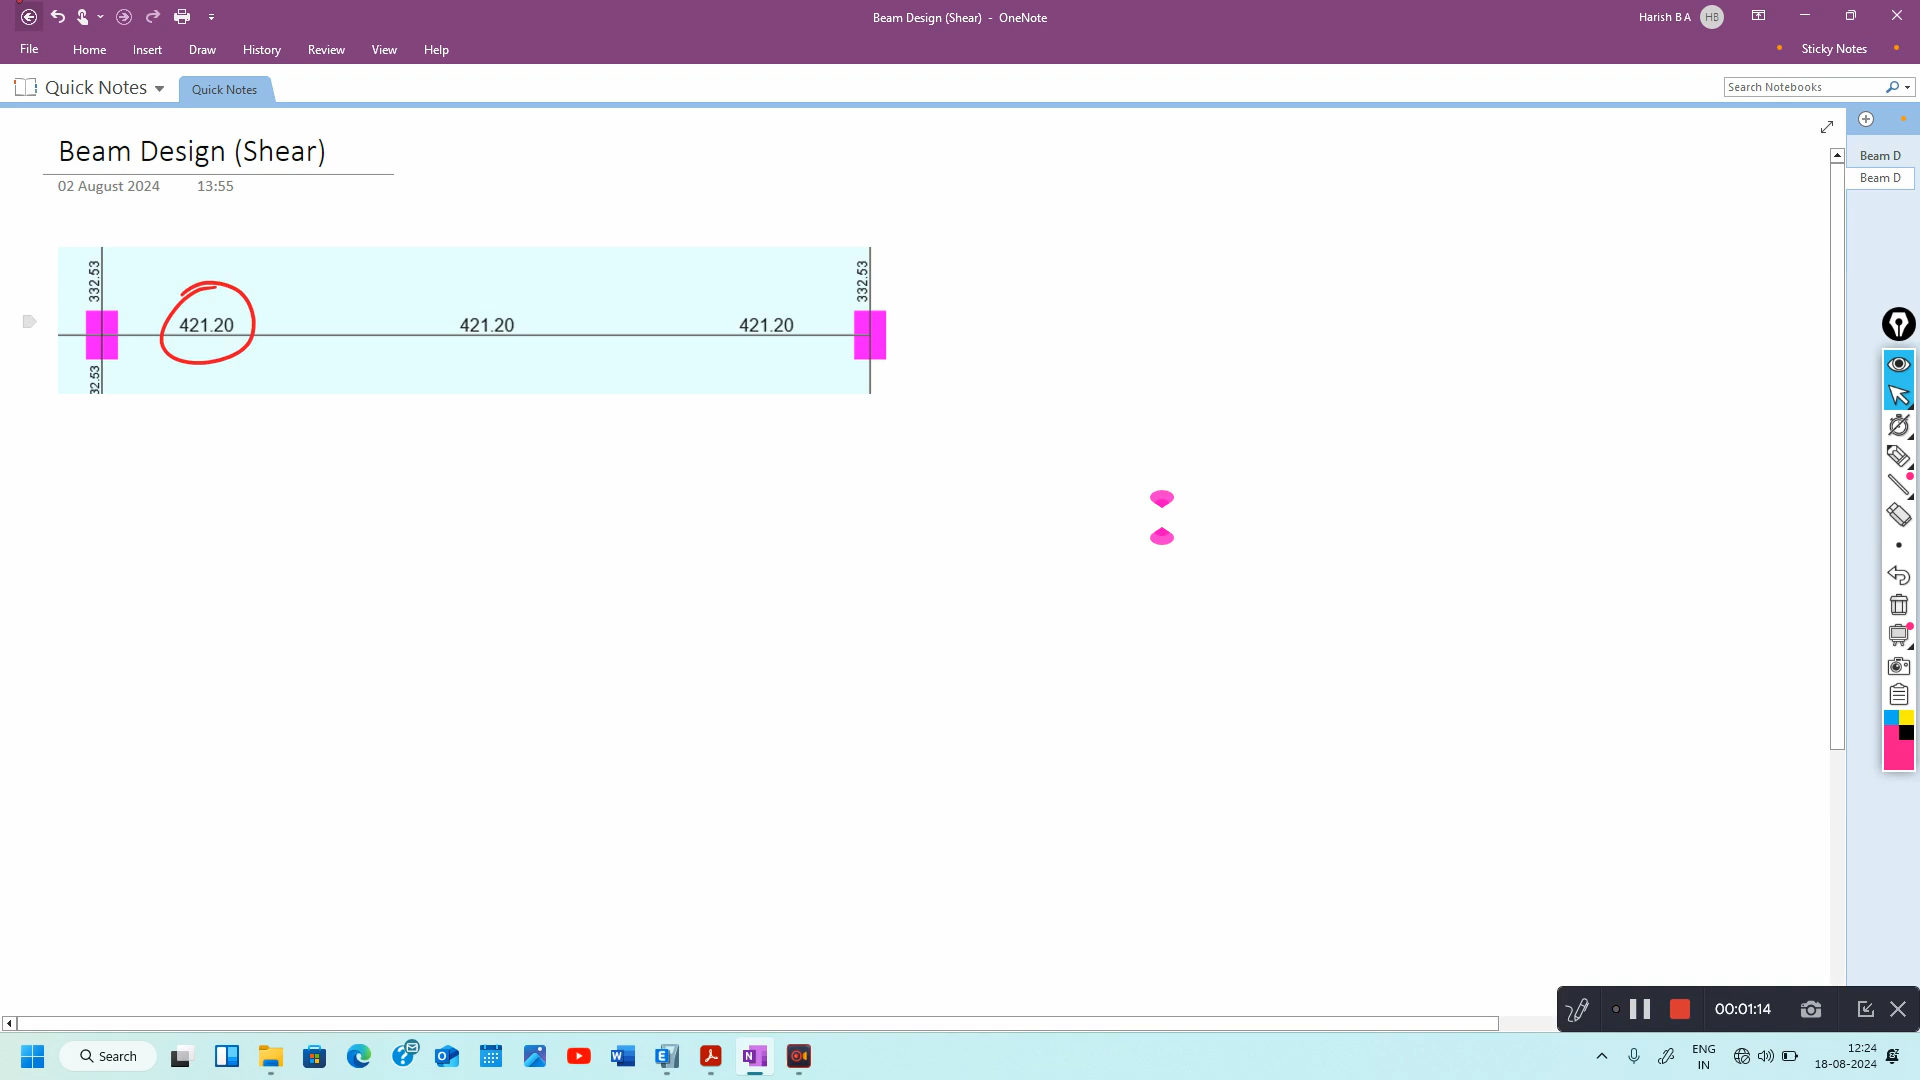 Beam Design (Shear) - OneNote
Harish B A
HB
File
Home
Insert
Draw
History
Review
View
Help
Sticky Notes
Quick Notes
Quick Notes
Search Notebooks
Beam Design (Shear)
02 August 2024
13:55
Beam D
Beam D
332.53
332.53
421.20
421.20
421.20
32.53
00:01:14
Search
ENG
IN
12:24
18-08-2024